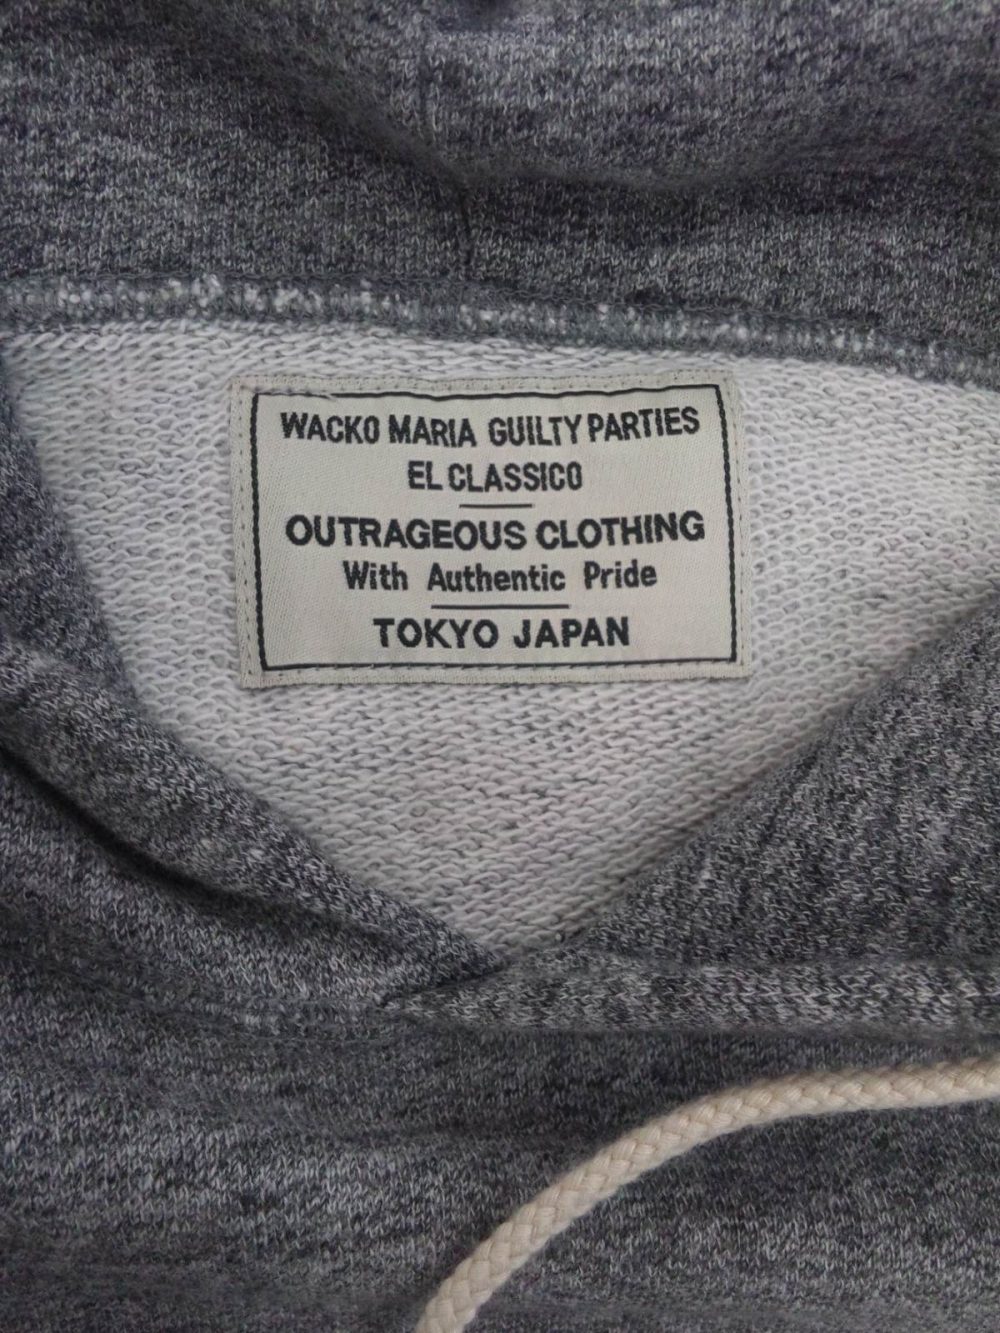 WACKO MARIA GUILTY PARTIES
EL CLASSICO
OUTRAGEOUS CLOTHING
With Authentic Pride
TOKYO JAPAN